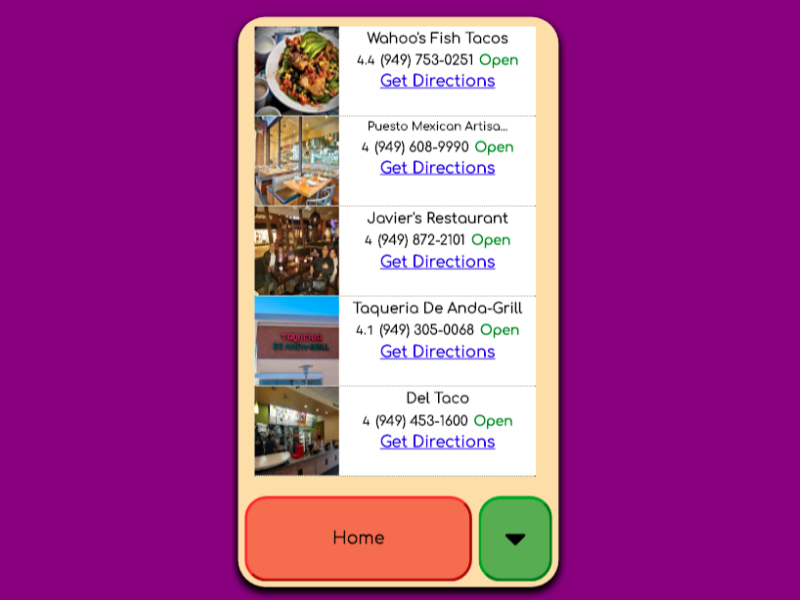 Wahoo's Fish Tacos
4.4 (949) 753-0251 Open
Get Directions
Puesto Mexican Artisa...
4 (949) 608-9990 Open
Get Directions
Javier's Restaurant
4 (949) 872-2101 Open
Get Directions
TAQUERIA
DE ANDA-GRILL
Taqueria De Anda-Grill
4.1 (949) 305-0068 Open
Get Directions
Del Taco
4 (949) 453-1600 Open
Get Directions
Home